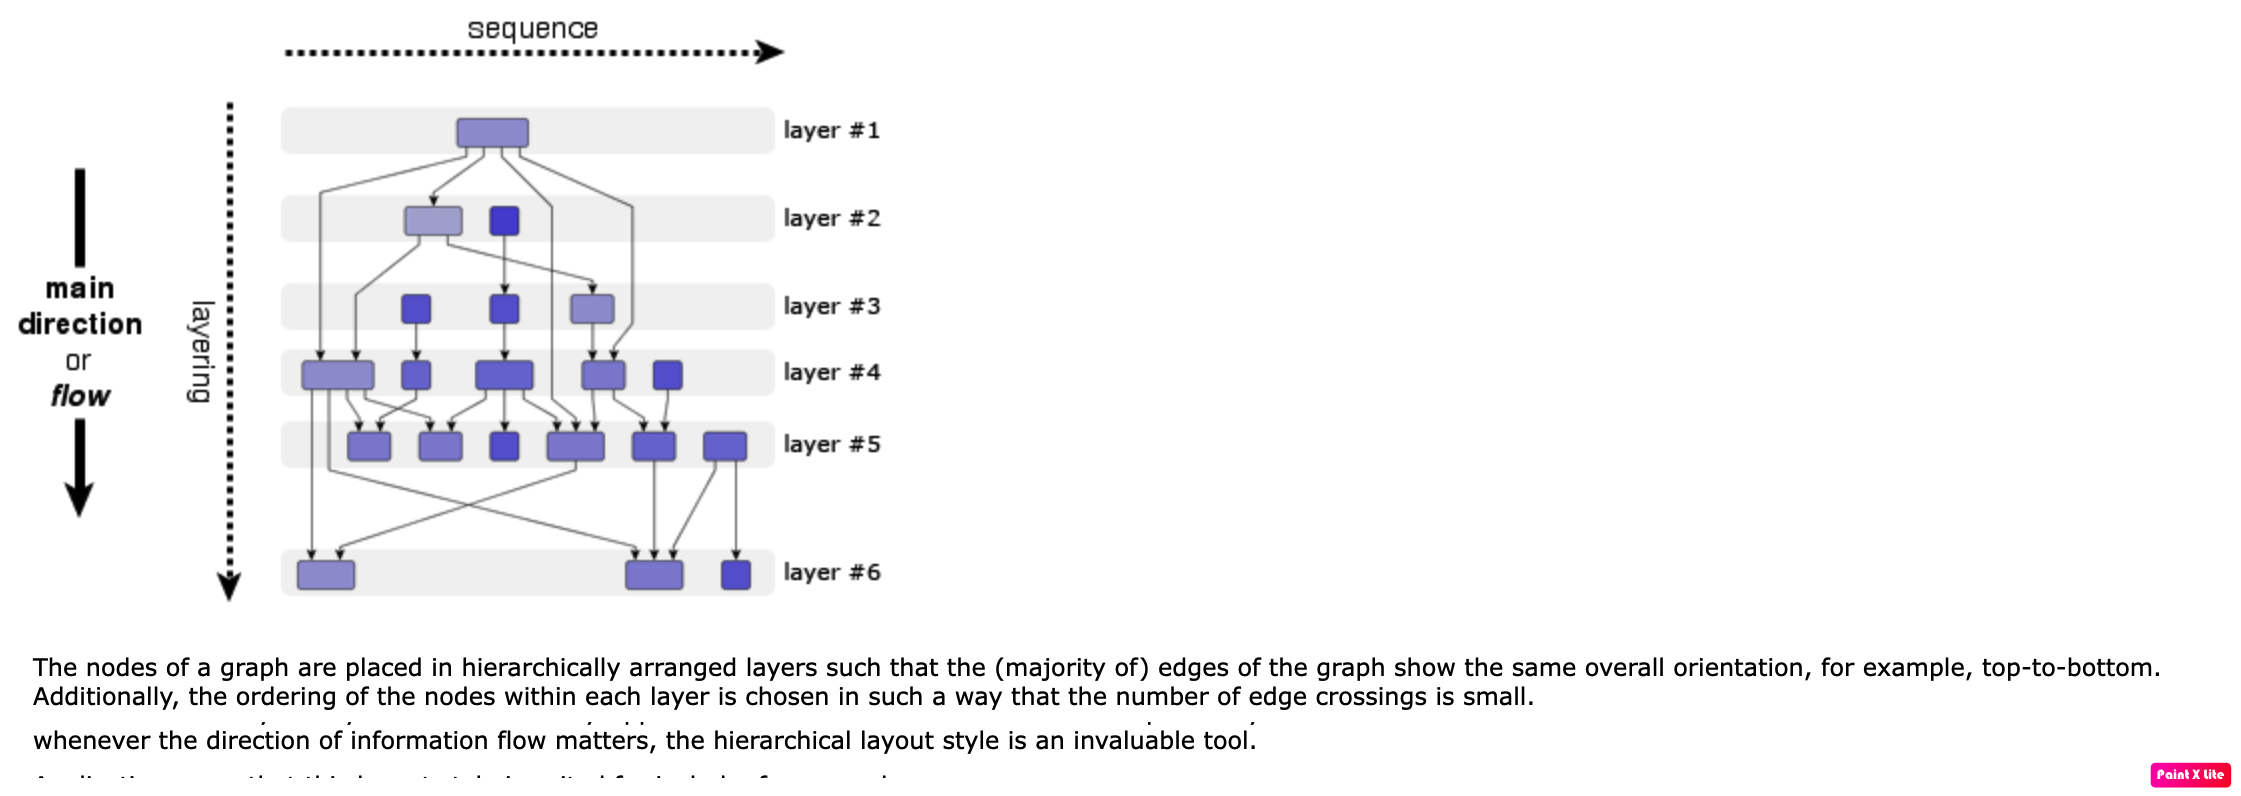 sequence
layer #1
layer #2
main
direction
or
flow
layering
layer #3
layer #4
layer #5
layer #6
The nodes of a graph are placed in hierarchically arranged layers such that the (majority of) edges of the graph show the same overall orientation, for example, top-to-bottom.
Additionally, the ordering of the nodes within each layer is chosen in such a way that the number of edge crossings is small.
whenever the direction of information flow matters, the hierarchical layout style is an invaluable tool.
Paint X Lite